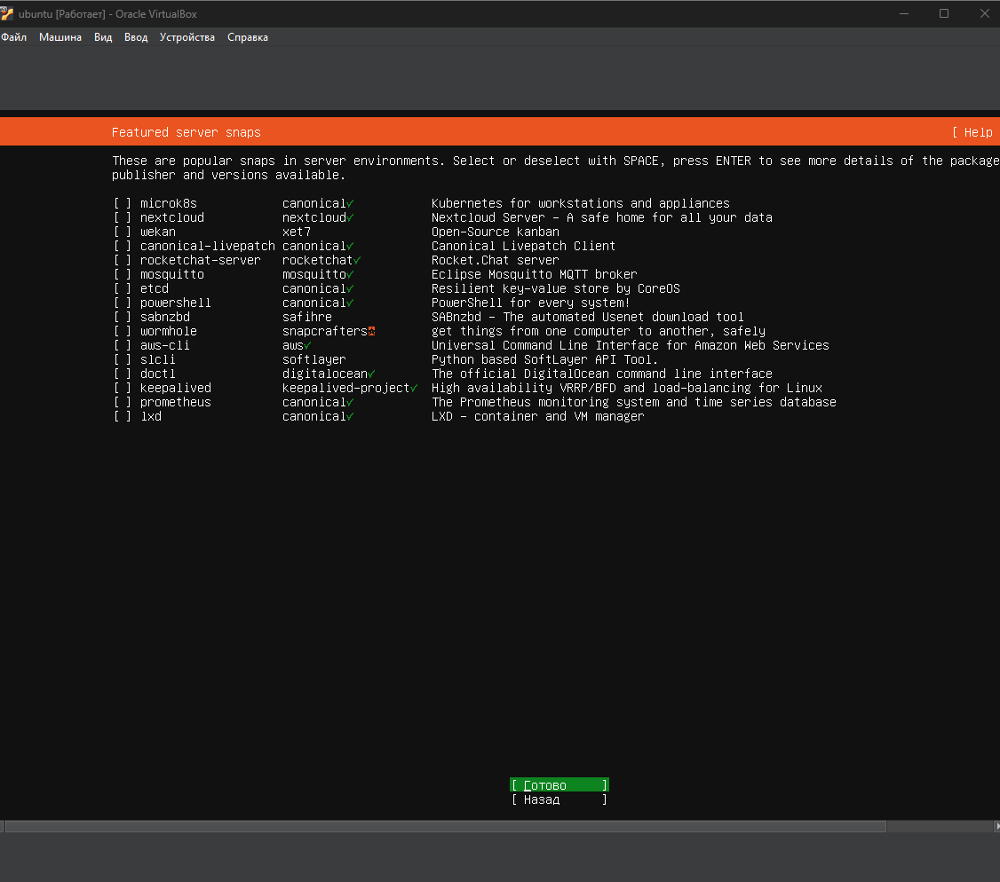 ubuntu [Работает] - Oracle VirtualBox
Файл Машина Вид Ввод Устройства Справка
Featured server snaps [ Help
These are popular snaps in server environments. Select or deselect with SPACE, press ENTER to see more details of the package
publisher and versions available.
[ ] microk8s canonical✓ Kubernetes for workstations and appliances
[ ] nextcloud nextcloud✓ Nextcloud Server - A safe home for all your data
[ ] wekan xet7 Open-Source kanban
[ ] canonical-livepatch canonical✓ Canonical Livepatch Client
[ ] rocketchat-server rocketchat✓ Rocket.Chat server
[ ] mosquitto mosquitto✓ Eclipse Mosquitto MQTT broker
[ ] etcd canonical✓ Resilient key-value store by CoreOS
[ ] powershell canonical✓ PowerShell for every system!
[ ] sabnzbd safihre SABnzbd - The automated Usenet download tool
[ ] wormhole snapcrafters get things from one computer to another, safely
[ ] aws-cli aws✓ Universal Command Line Interface for Amazon Web Services
[ ] slcli softlayer Python based SoftLayer API Tool.
[ ] doctl digitalocean✓ The official DigitalOcean command line interface
[ ] keepalived keepalived-project✓ High availability VRRP/BFD and load-balancing for Linux
[ ] prometheus canonical✓ The Prometheus monitoring system and time series database
[ ] lxd canonical✓ LXD - container and VM manager
[ Готово ]
[ Назад ]